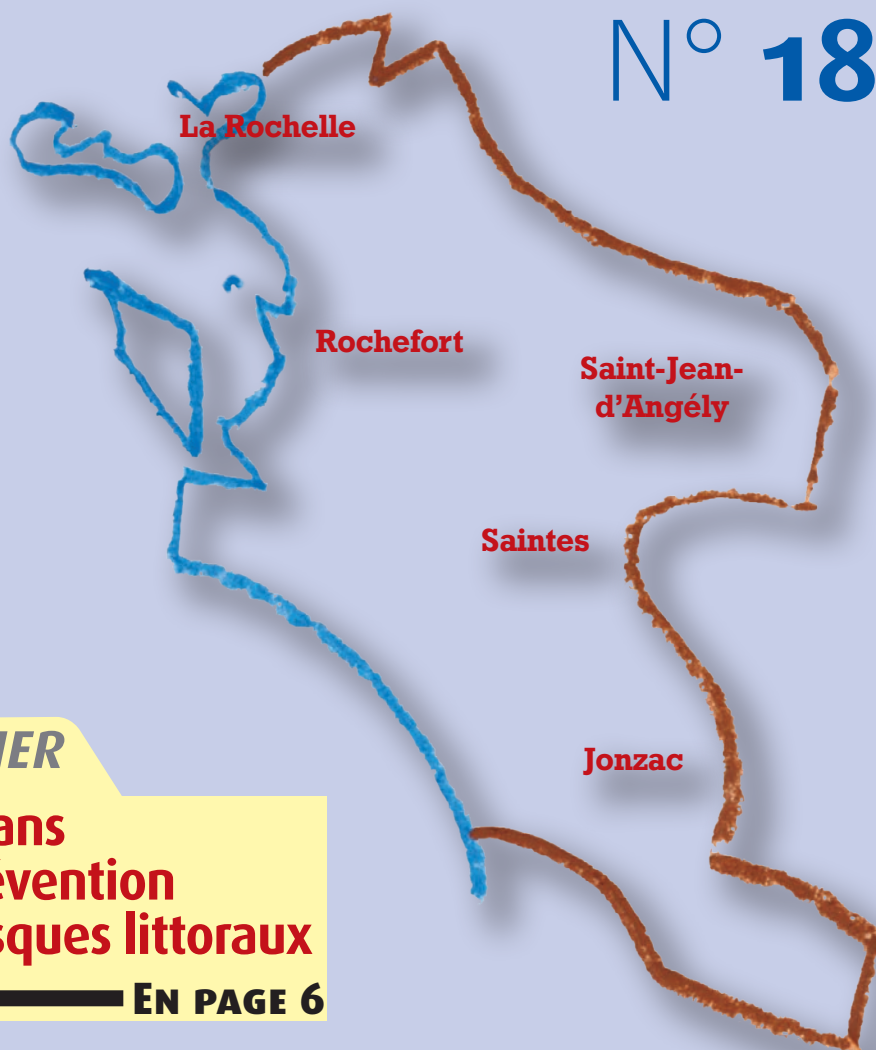 N° 18
La Rochelle
Rochefort
Saint-Jean-
d'Angély
Saintes
Jonzac
IER
ans
évention
sques littoraux
EN PAGE 6